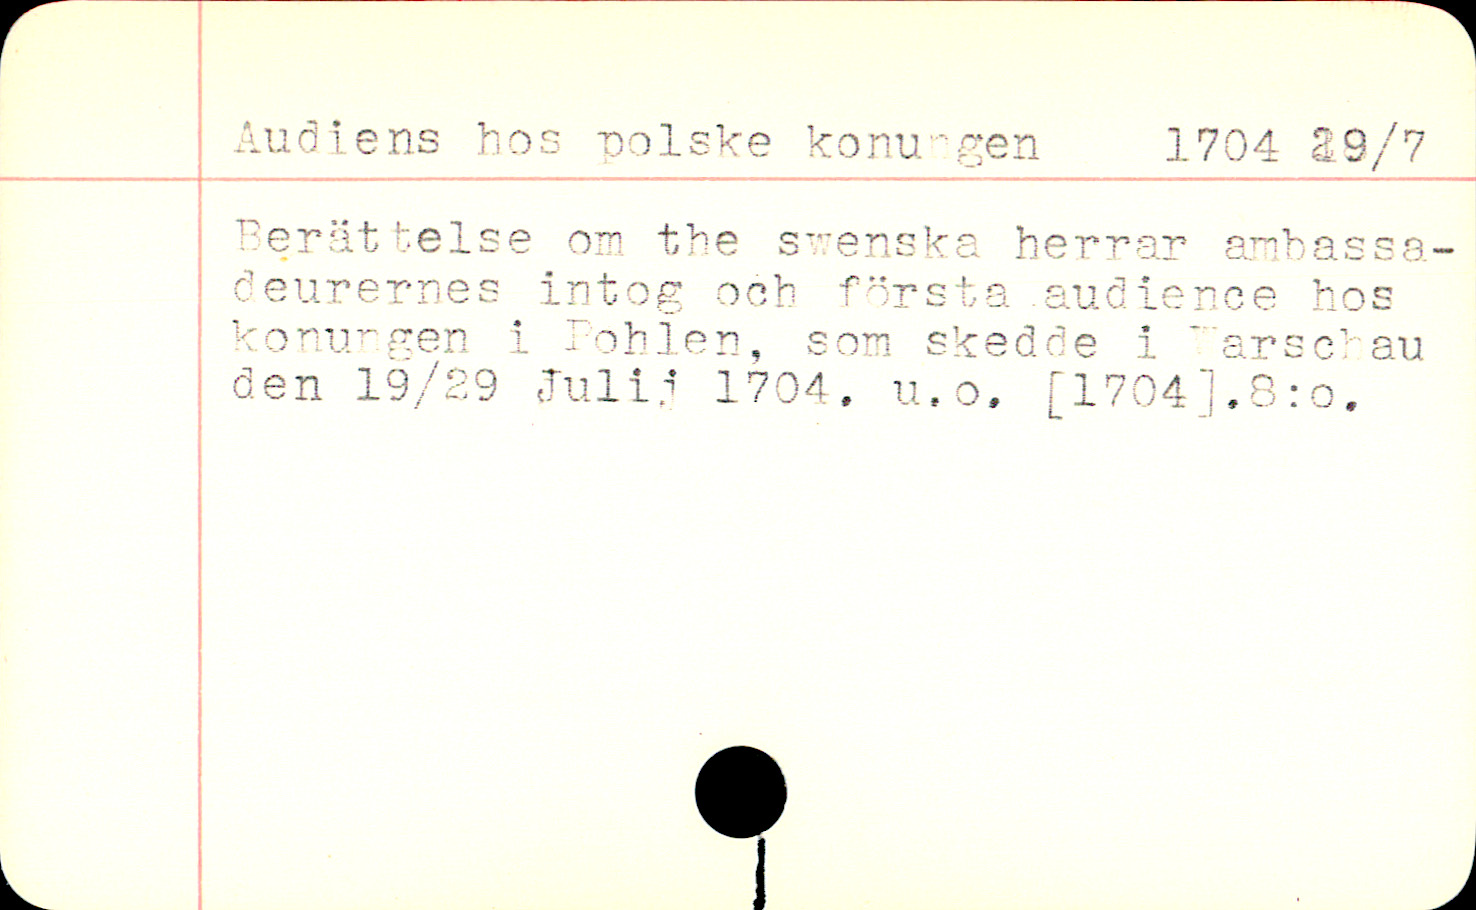 Audiens hos polske konungen 1704 29/7
Berättelse om the swenska herrar ambassa-
deurernes intog och första audience hos
konungen i Pohlen, som skedde i Warschau
den 19/29 Julij 1704. u.o. [1704].8:o.